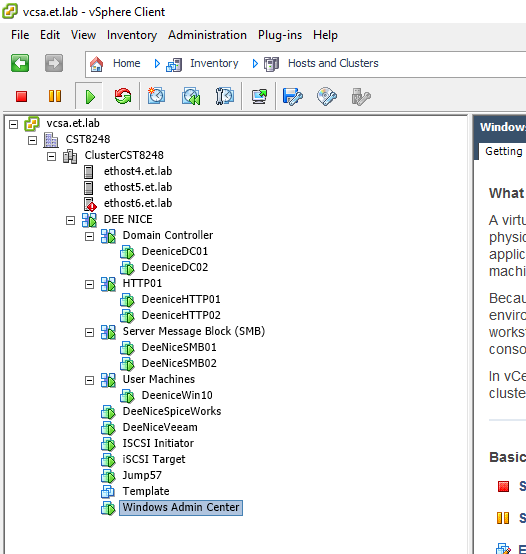 vcsa.et.lab - vSphere Client
File Edit View Inventory Administration Plug-ins Help
Home Inventory Hosts and Clusters
vcsa.et.lab
CST8248
ClusterCST8248
ethost4.et.lab
ethost5.et.lab
ethost6.et.lab
DEE NICE
Domain Controller
DeeniceDC01
DeeniceDC02
HTTP01
DeeniceHTTP01
DeeniceHTTP02
Server Message Block (SMB)
DeeNiceSMB01
DeeNiceSMB02
User Machines
DeeniceWin10
DeeNiceSpiceWorks
DeeNiceVeeam
ISCSI Initiator
iSCSI Target
Jump57
Template
Windows Admin Center
Windows
Getting
What
A virtu
physic
applic
machi
Becau
enviro
workst
conso
In vCe
cluste
Basic
S
S